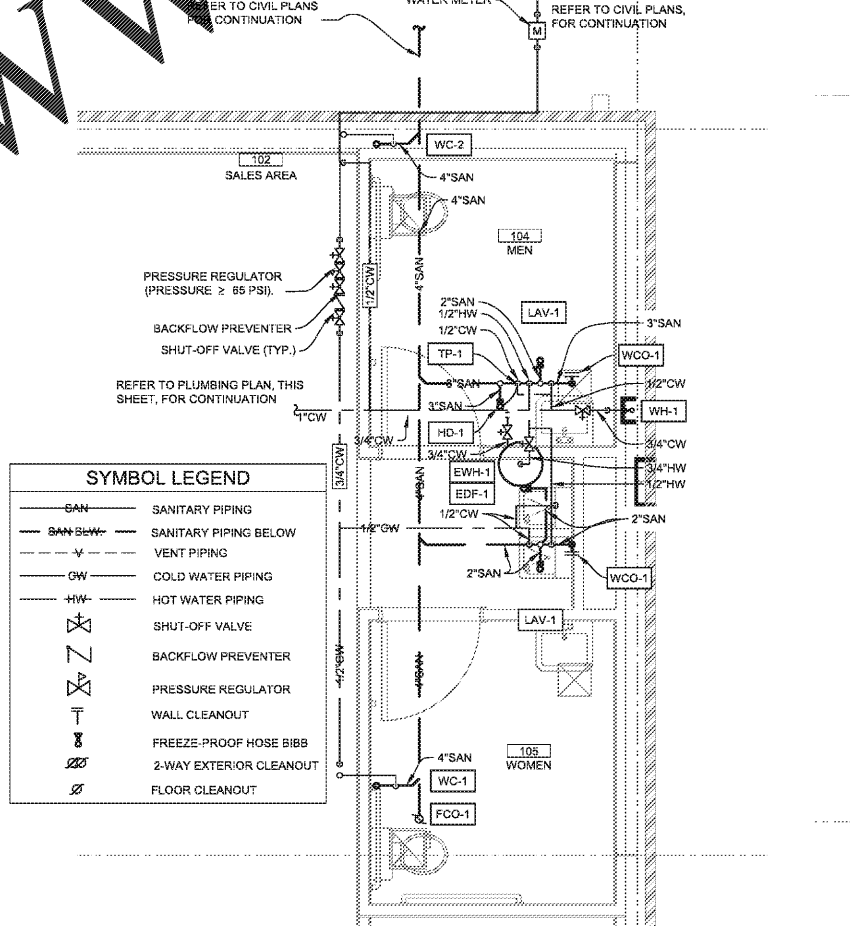 REFER TO CIVIL PLANS
FOR CONTINUATION
WATER METER
REFER TO CIVIL PLANS,
FOR CONTINUATION
M
WC-2
102
SALES AREA
4"SAN
4"SAN
104
MEN
4"SAN
1/2"CW
PRESSURE REGULATOR
(PRESSURE ≥ 65 PSI).
BACKFLOW PREVENTER
SHUT-OFF VALVE (TYP.)
2"SAN
1/2"HW
1/2"CW
LAV-1
3"SAN
TP-1
WCO-1
REFER TO PLUMBING PLAN, THIS
SHEET, FOR CONTINUATION
3"SAN
3"SAN
1/2"CW
1"CW
WH-1
HD-1
3/4"CW
3/4"CW
3/4"CW
3/4"CW
EWH-1
EDF-1
3/4"HW
1/2"HW
4"SAN
1/2"CW
1/2"CW
2"SAN
2"SAN
WCO-1
LAV-1
1/2"CW
4"SAN
105
WOMEN
4"SAN
WC-1
FCO-1
SYMBOL LEGEND
SAN SANITARY PIPING
SAN BLW. SANITARY PIPING BELOW
V VENT PIPING
CW COLD WATER PIPING
HW HOT WATER PIPING
SHUT-OFF VALVE
BACKFLOW PREVENTER
PRESSURE REGULATOR
WALL CLEANOUT
FREEZE-PROOF HOSE BIBB
2-WAY EXTERIOR CLEANOUT
FLOOR CLEANOUT